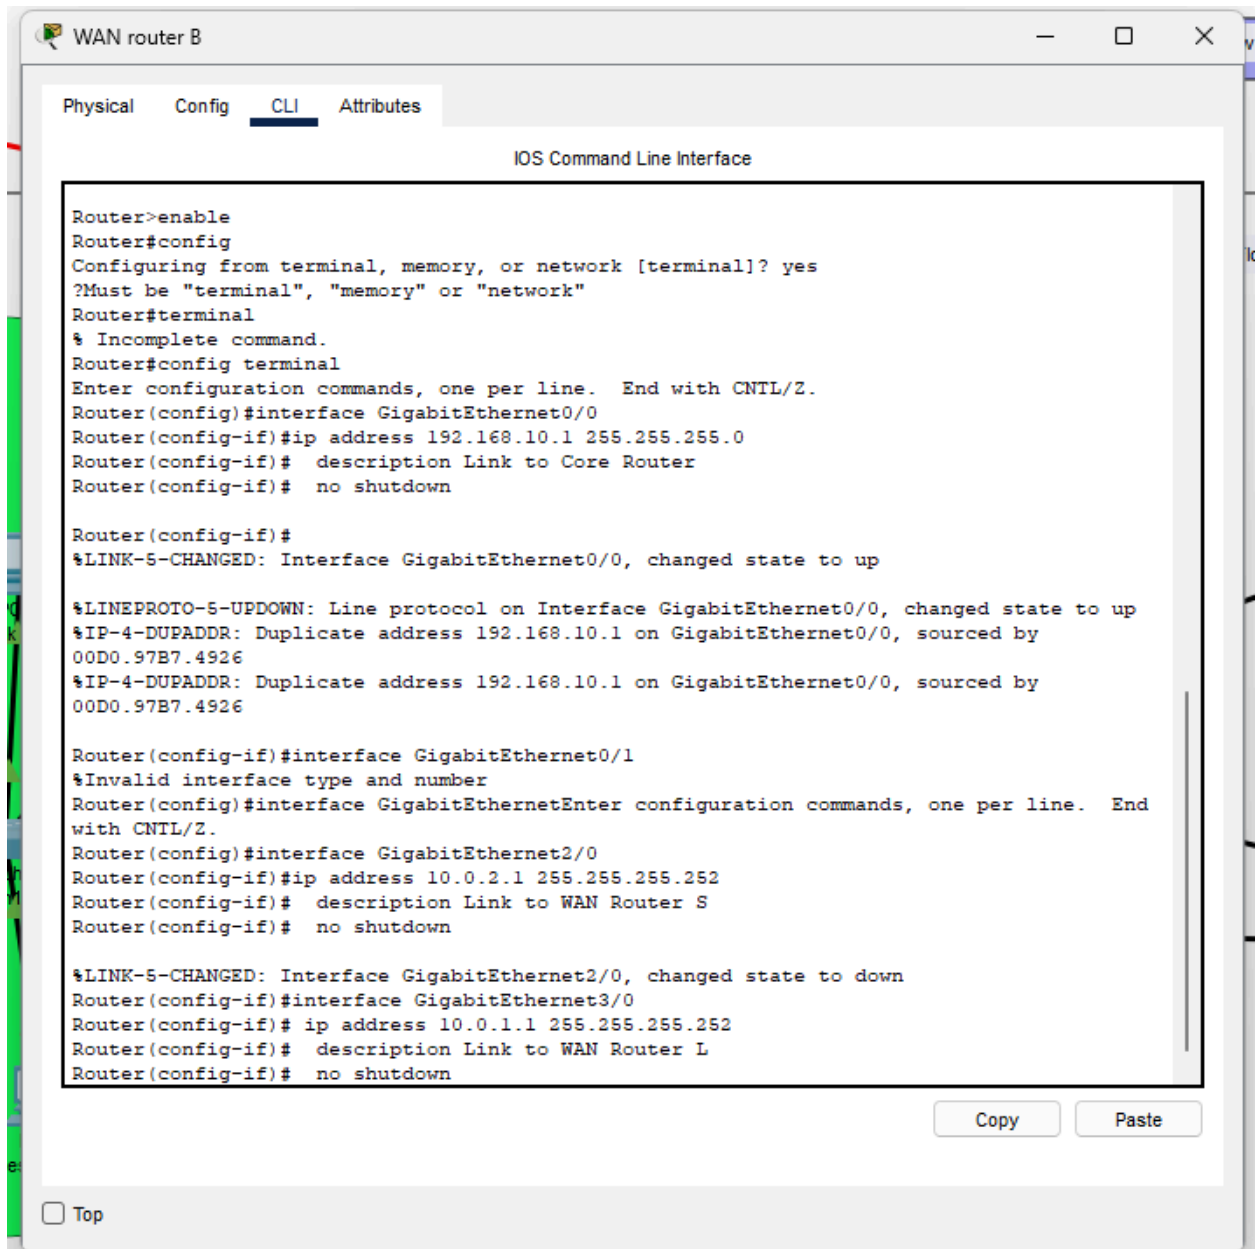 WAN router B
Physical Config CLI Attributes
IOS Command Line Interface
Router>enable
Router#config
Configuring from terminal, memory, or network [terminal]? yes
?Must be "terminal", "memory" or "network"
Router#terminal
% Incomplete command.
Router#config terminal
Enter configuration commands, one per line.  End with CNTL/Z.
Router(config)#interface GigabitEthernet0/0
Router(config-if)#ip address 192.168.10.1 255.255.255.0
Router(config-if)#  description Link to Core Router
Router(config-if)#  no shutdown
Router(config-if)#
%LINK-5-CHANGED: Interface GigabitEthernet0/0, changed state to up
%LINEPROTO-5-UPDOWN: Line protocol on Interface GigabitEthernet0/0, changed state to up
%IP-4-DUPADDR: Duplicate address 192.168.10.1 on GigabitEthernet0/0, sourced by
00D0.97B7.4926
%IP-4-DUPADDR: Duplicate address 192.168.10.1 on GigabitEthernet0/0, sourced by
00D0.97B7.4926
Router(config-if)#interface GigabitEthernet0/1
%Invalid interface type and number
Router(config)#interface GigabitEthernetEnter configuration commands, one per line.  End
with CNTL/Z.
Router(config)#interface GigabitEthernet2/0
Router(config-if)#ip address 10.0.2.1 255.255.255.252
Router(config-if)#  description Link to WAN Router S
Router(config-if)#  no shutdown
%LINK-5-CHANGED: Interface GigabitEthernet2/0, changed state to down
Router(config-if)#interface GigabitEthernet3/0
Router(config-if)# ip address 10.0.1.1 255.255.255.252
Router(config-if)#  description Link to WAN Router L
Router(config-if)#  no shutdown
Copy Paste
Top